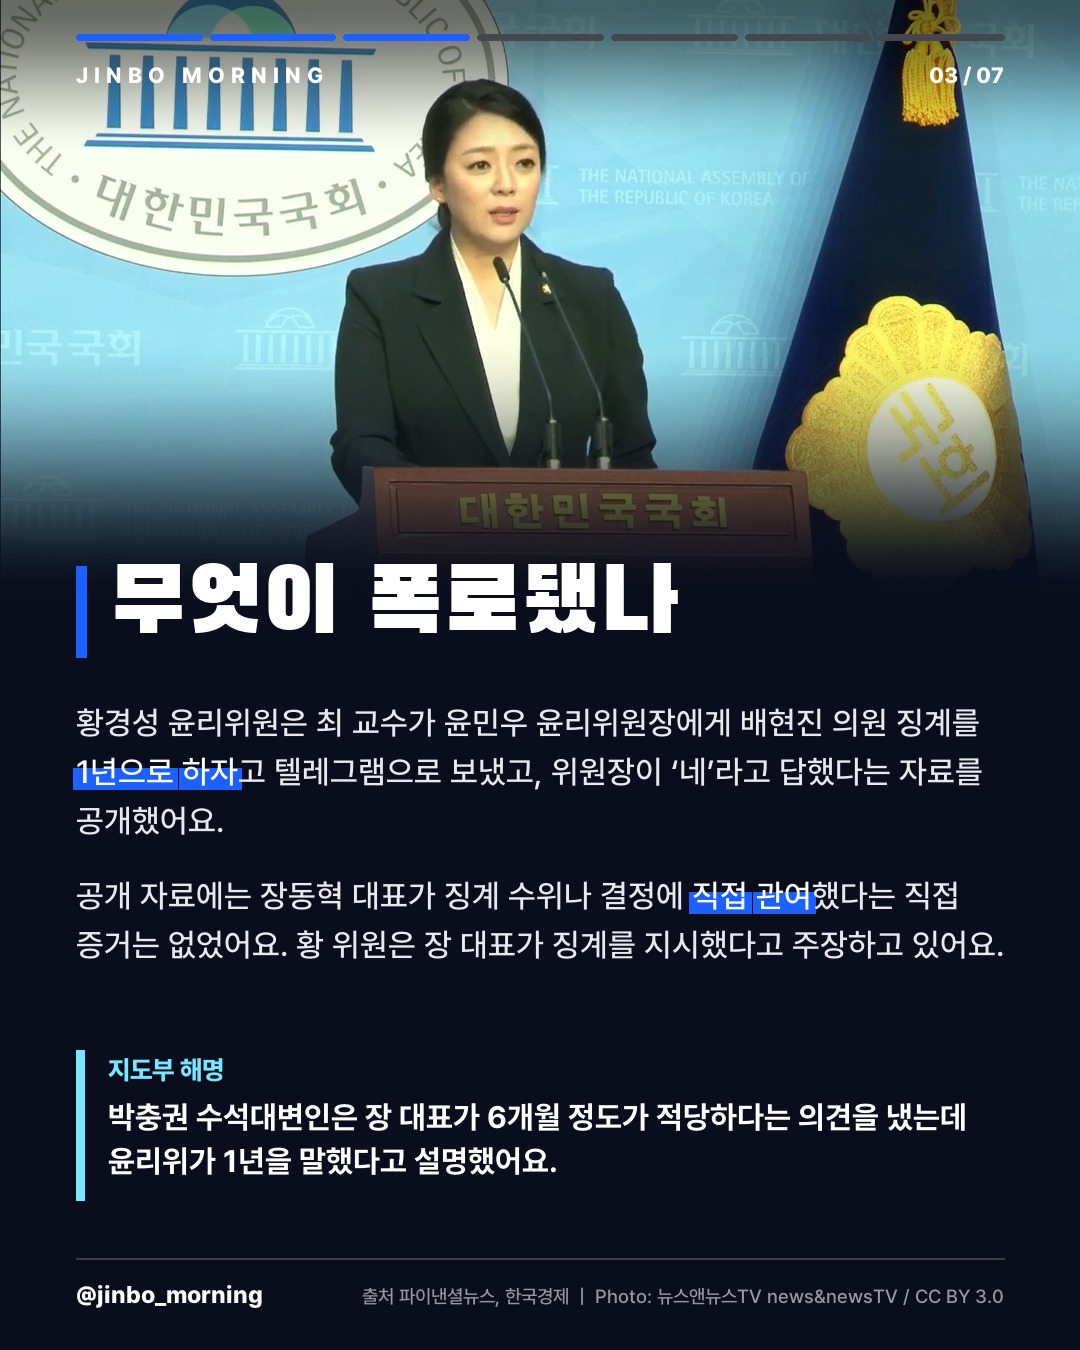 JINBO MORNING
03 / 07
THE NATIONAL ASSEMBLY OF
THE REPUBLIC OF KOREA
대한민국국회
민국국회
국회
대한민국국회
무엇이 폭로됐나
황경성 윤리위원은 최 교수가 윤민우 윤리위원장에게 배현진 의원 징계를
1년으로 하자고 텔레그램으로 보냈고, 위원장이 ‘네’라고 답했다는 자료를
공개했어요.
공개 자료에는 장동혁 대표가 징계 수위나 결정에 직접 관여했다는 직접
증거는 없었어요. 황 위원은 장 대표가 징계를 지시했다고 주장하고 있어요.
지도부 해명
박충권 수석대변인은 장 대표가 6개월 정도가 적당하다는 의견을 냈는데
윤리위가 1년을 말했다고 설명했어요.
@jinbo_morning
출처 파이낸셜뉴스, 한국경제 | Photo: 뉴스앤뉴스TV news&newsTV / CC BY 3.0